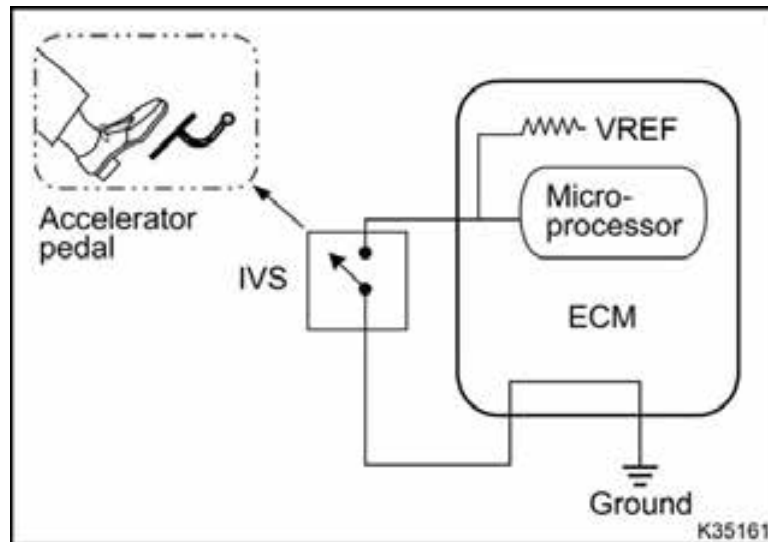 VREF
Micro-
processor
Accelerator
pedal
IVS
ECM
Ground
K35161